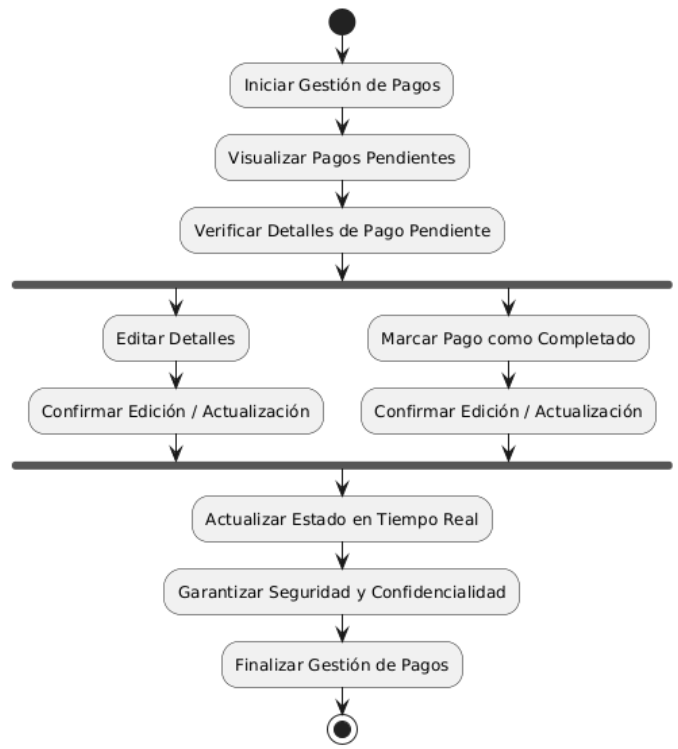 Iniciar Gestión de Pagos
Visualizar Pagos Pendientes
Verificar Detalles de Pago Pendiente
Editar Detalles
Marcar Pago como Completado
Confirmar Edición / Actualización
Confirmar Edición / Actualización
Actualizar Estado en Tiempo Real
Garantizar Seguridad y Confidencialidad
Finalizar Gestión de Pagos